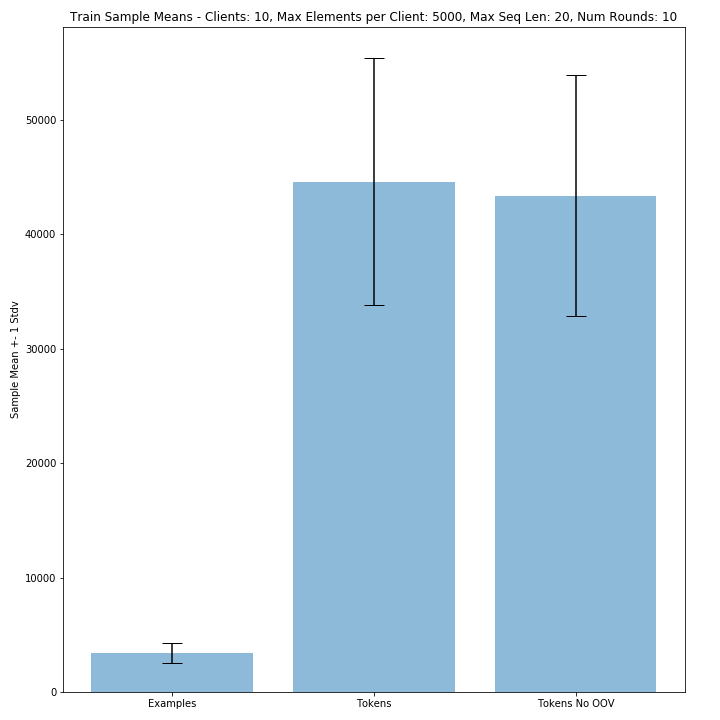 Train Sample Means - Clients: 10, Max Elements per Client: 5000, Max Seq Len: 20, Num Rounds: 10
Sample Mean +- 1 Stdv
50000
40000
30000
20000
10000
0
Examples
Tokens
Tokens No OOV